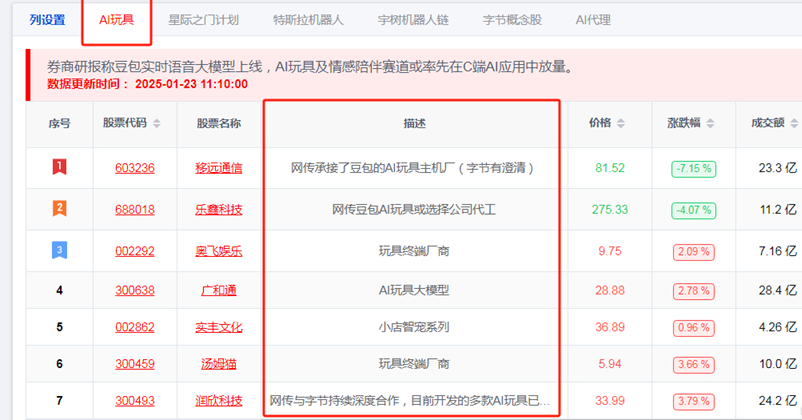 列设置 AI玩具 星际之门计划 特斯拉机器人 宇树机器人链 字节概念股 AI代理
券商研报称豆包实时语音大模型上线，AI玩具及情感陪伴赛道或率先在C端AI应用中放量。
数据更新时间： 2025-01-23 11:10:00
序号 股票代码 股票名称 描述 价格 涨跌幅 成交额
1 603236 移远通信 网传承接了豆包的AI玩具主机厂（字节有澄清） 81.52 -7.15 % 23.3 亿
2 688018 乐鑫科技 网传豆包AI玩具或选择公司代工 275.33 -4.07 % 11.2 亿
3 002292 奥飞娱乐 玩具终端厂商 9.75 2.09 % 7.16 亿
4 300638 广和通 AI玩具大模型 28.88 2.78 % 28.4 亿
5 002862 实丰文化 小店智宠系列 36.89 0.96 % 4.26 亿
6 300459 汤姆猫 玩具终端厂商 5.94 3.66 % 10.0 亿
7 300493 润欣科技 网传与字节持续深度合作，目前开发的多款AI玩具已... 33.99 3.79 % 24.2 亿